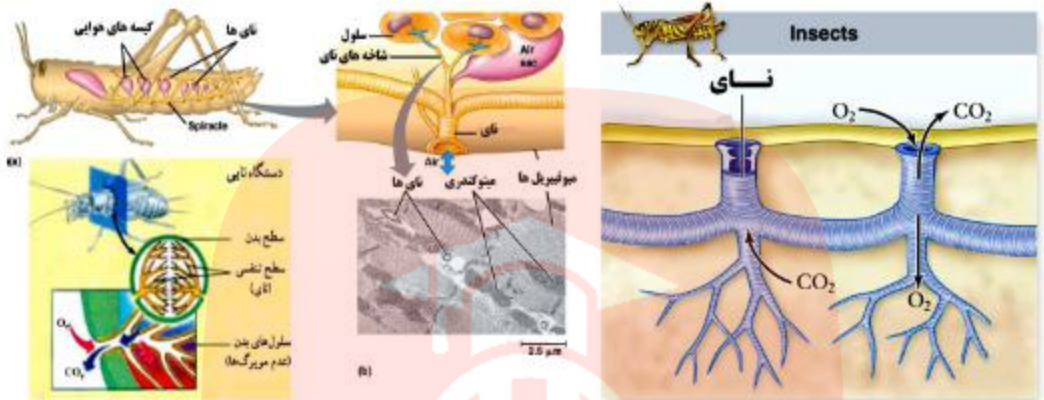 کیسه های هوایی
نای ها
Spiracle
(a)
سلول
شاخه های نای
Air
sac
نای
Air
نای ها
میتوکندری
میوفیبریل ها
2.5 µm
(b)
دستگاه نایی
سطح بدن
سطح تنفسی
(نای)
سلول‌های بدن
(عدم مویرگ‌ها)
O₂
CO₂
Insects
نـــای
O₂
CO₂
CO₂
O₂